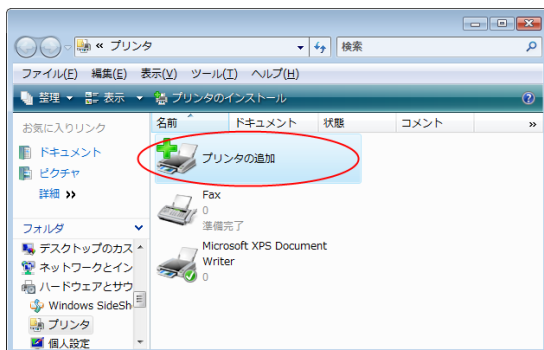 « プリンタ
検索
ファイル(F) 編集(E) 表示(V) ツール(T) ヘルプ(H)
整理 表示 プリンタのインストール
お気に入りリンク
ドキュメント
ピクチャ
詳細 »
フォルダ
デスクトップのカス
ネットワークとイン
ハードウェアとサウ
Windows SideSh
プリンタ
個人設定
名前 ドキュメント 状態 コメント »
プリンタの追加
Fax
0
準備完了
Microsoft XPS Document
Writer
0